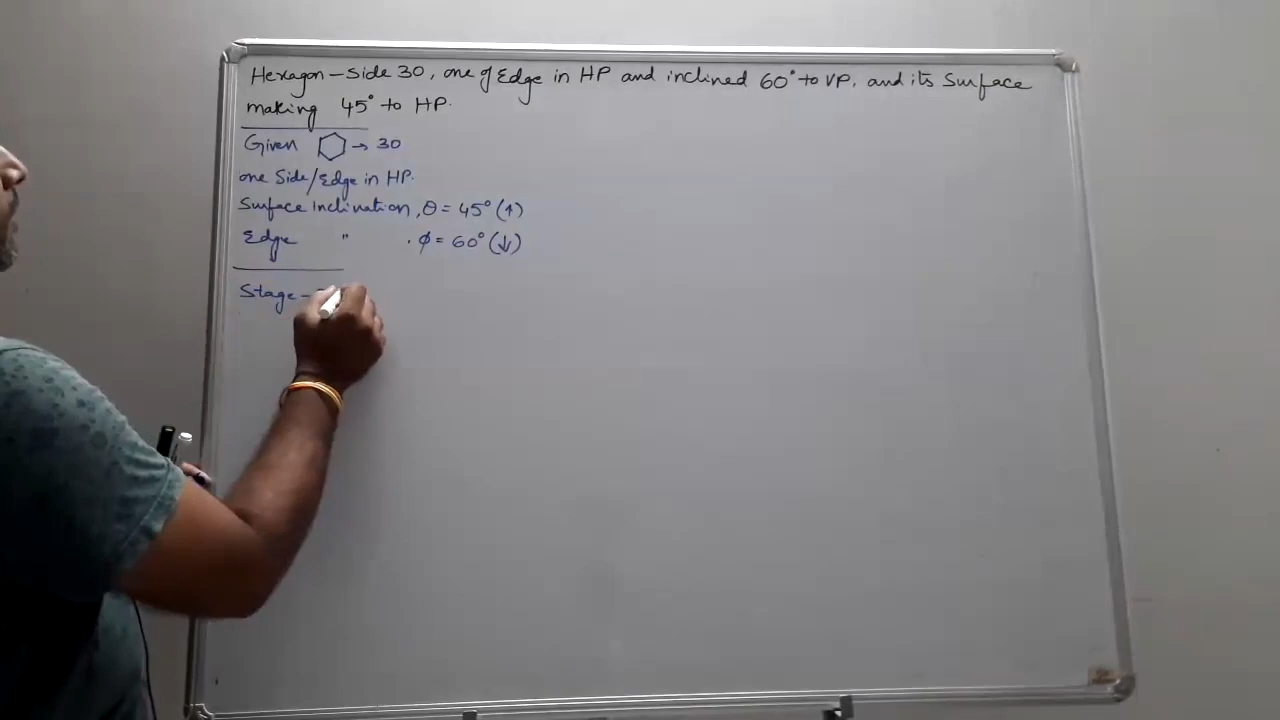 Hexagon - Side 30, one of Edge in HP and inclined 60° to VP, and its Surface
making 45° to HP.
Given ⬡ → 30
one Side/Edge in HP.
Surface Inclination, θ = 45° (↑)
Edge " , φ = 60° (↓)
Stage -